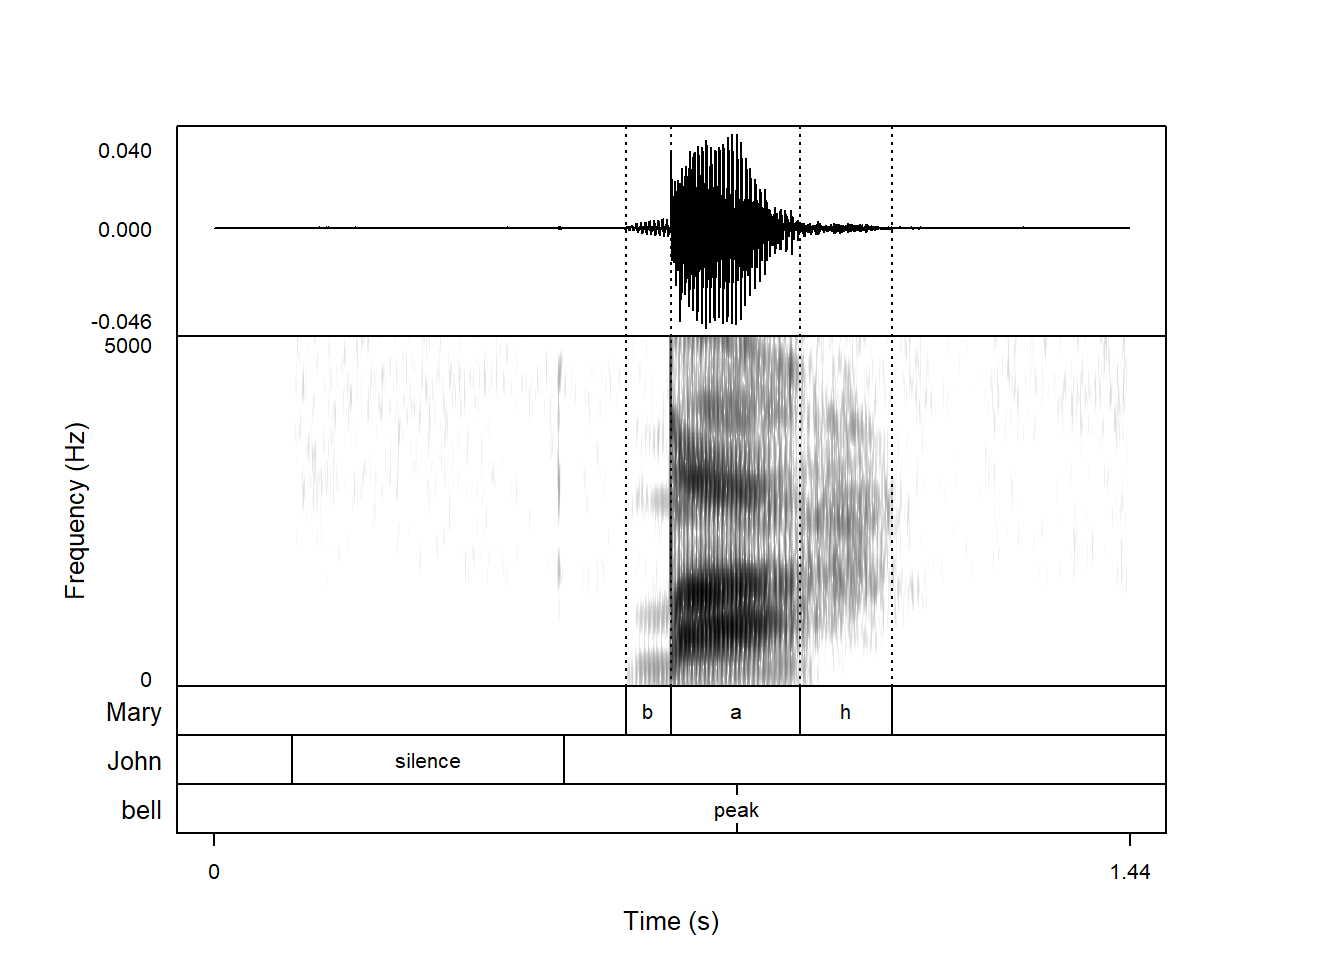 0.040
0.000
-0.046
5000
Frequency (Hz)
0
Mary b a h
John silence
bell peak
0 1.44
Time (s)